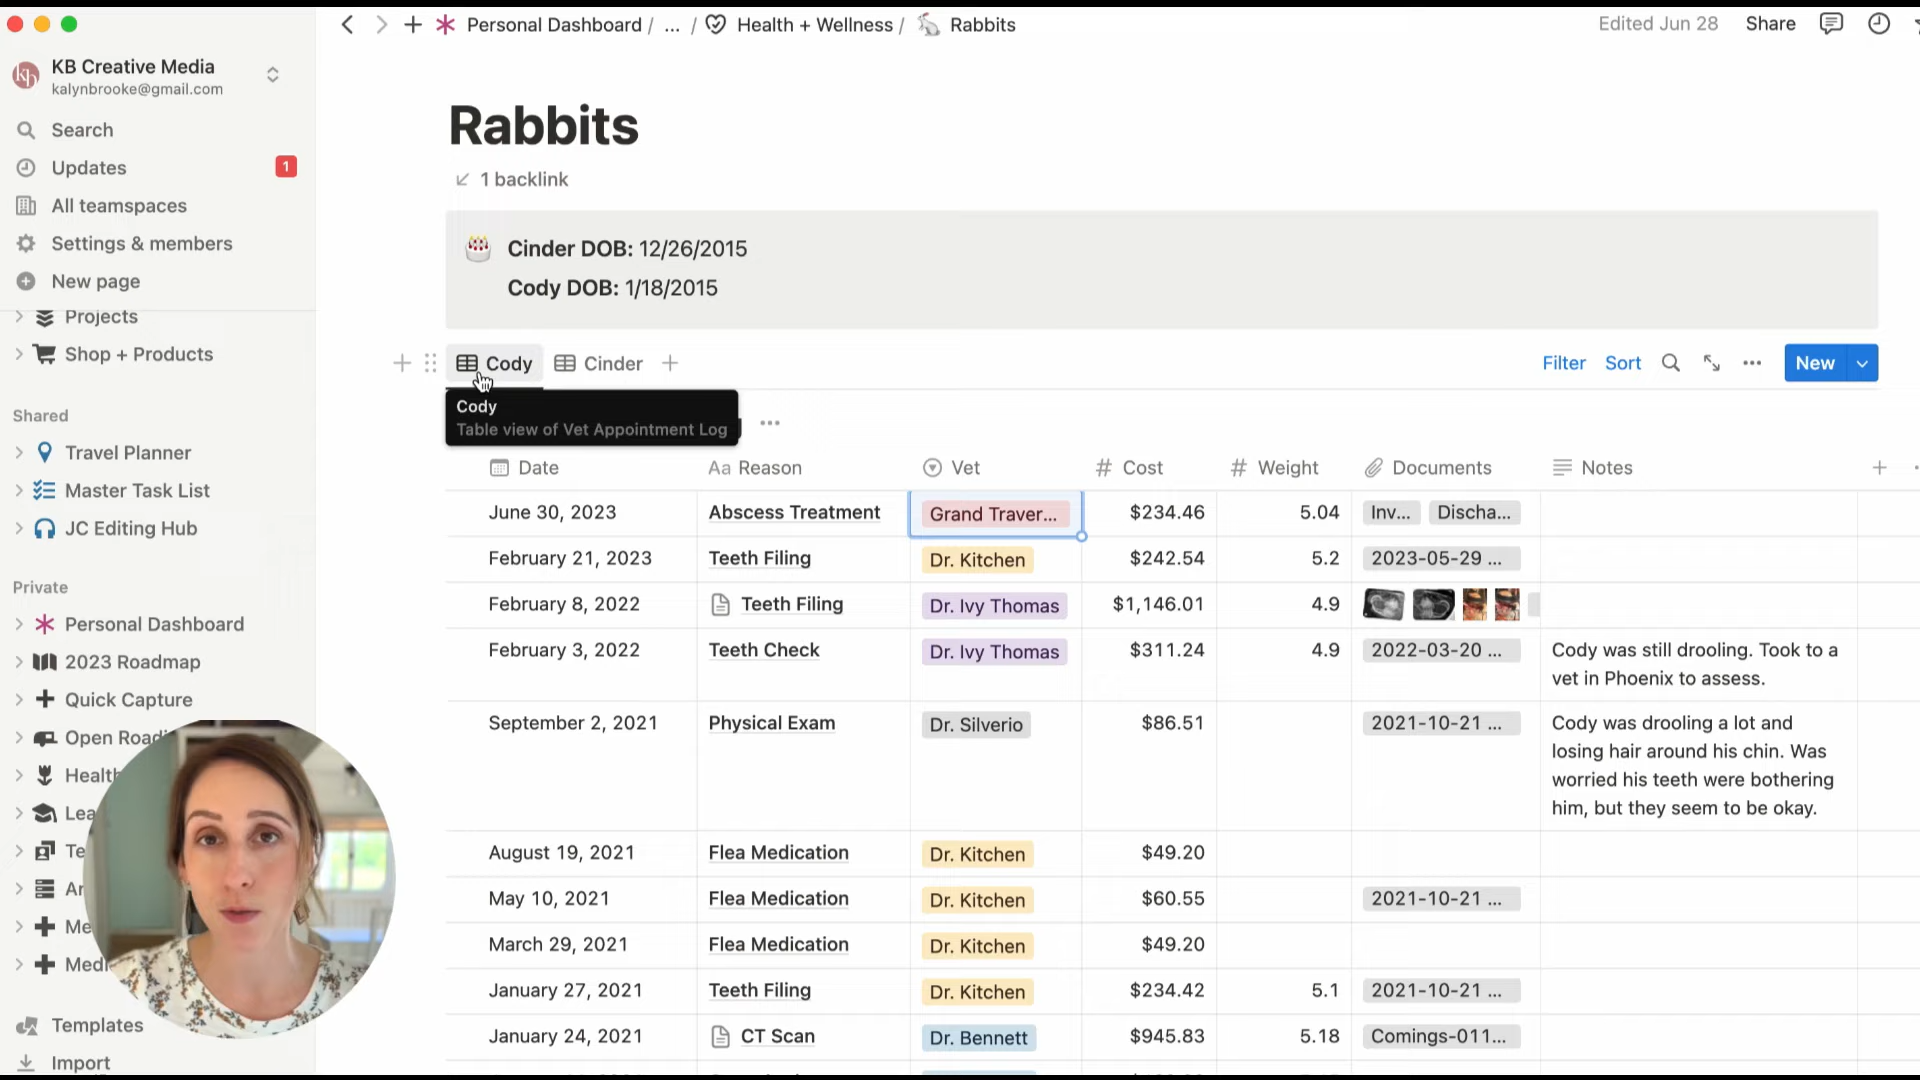 Personal Dashboard / ... / Health + Wellness / Rabbits
Edited Jun 28 Share
KB Creative Media
kalynbrooke@gmail.com
Search
Updates 1
All teamspaces
Settings & members
New page
Projects
Shop + Products
Shared
Travel Planner
Master Task List
JC Editing Hub
Private
Personal Dashboard
2023 Roadmap
Quick Capture
Open Roadi
Health
Lea
Te
Ar
Me
Medi
Templates
Import
Rabbits
1 backlink
Cinder DOB: 12/26/2015
Cody DOB: 1/18/2015
Cody Cinder
Filter Sort New
Cody
Table view of Vet Appointment Log
Date Aa Reason Vet # Cost # Weight Documents Notes
June 30, 2023 Abscess Treatment Grand Traver... $234.46 5.04 Inv... Discha...
February 21, 2023 Teeth Filing Dr. Kitchen $242.54 5.2 2023-05-29 ...
February 8, 2022 Teeth Filing Dr. Ivy Thomas $1,146.01 4.9
February 3, 2022 Teeth Check Dr. Ivy Thomas $311.24 4.9 2022-03-20 ... Cody was still drooling. Took to a
vet in Phoenix to assess.
September 2, 2021 Physical Exam Dr. Silverio $86.51 2021-10-21 ... Cody was drooling a lot and
losing hair around his chin. Was
worried his teeth were bothering
him, but they seem to be okay.
August 19, 2021 Flea Medication Dr. Kitchen $49.20
May 10, 2021 Flea Medication Dr. Kitchen $60.55 2021-10-21 ...
March 29, 2021 Flea Medication Dr. Kitchen $49.20
January 27, 2021 Teeth Filing Dr. Kitchen $234.42 5.1 2021-10-21 ...
January 24, 2021 CT Scan Dr. Bennett $945.83 5.18 Comings-011...